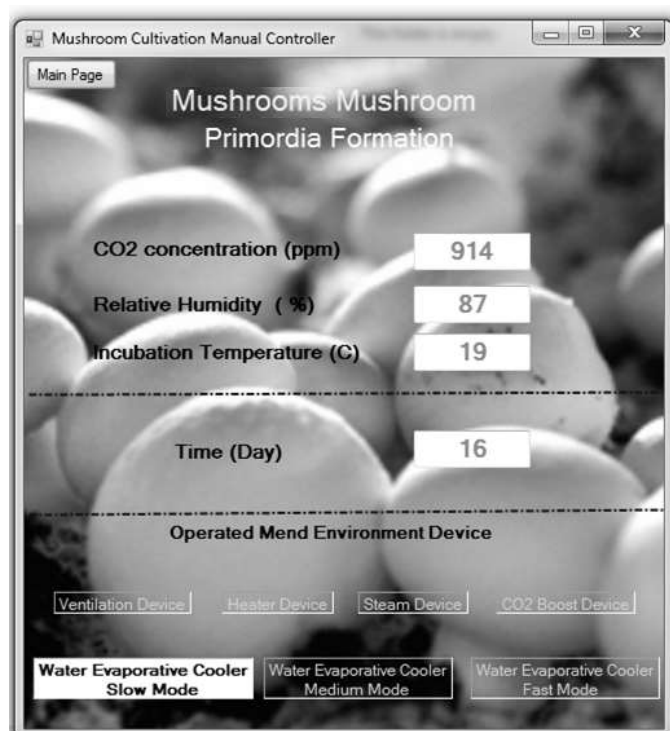 Mushroom Cultivation Manual Controller
Main Page
Mushrooms Mushroom
Primordia Formation
CO2 concentration (ppm)
914
Relative Humidity ( %)
87
Incubation Temperature (C)
19
Time (Day)
16
Operated Mend Environment Device
Ventilation Device
Heater Device
Steam Device
CO2 Boost Device
Water Evaporative Cooler
Slow Mode
Water Evaporative Cooler
Medium Mode
Water Evaporative Cooler
Fast Mode